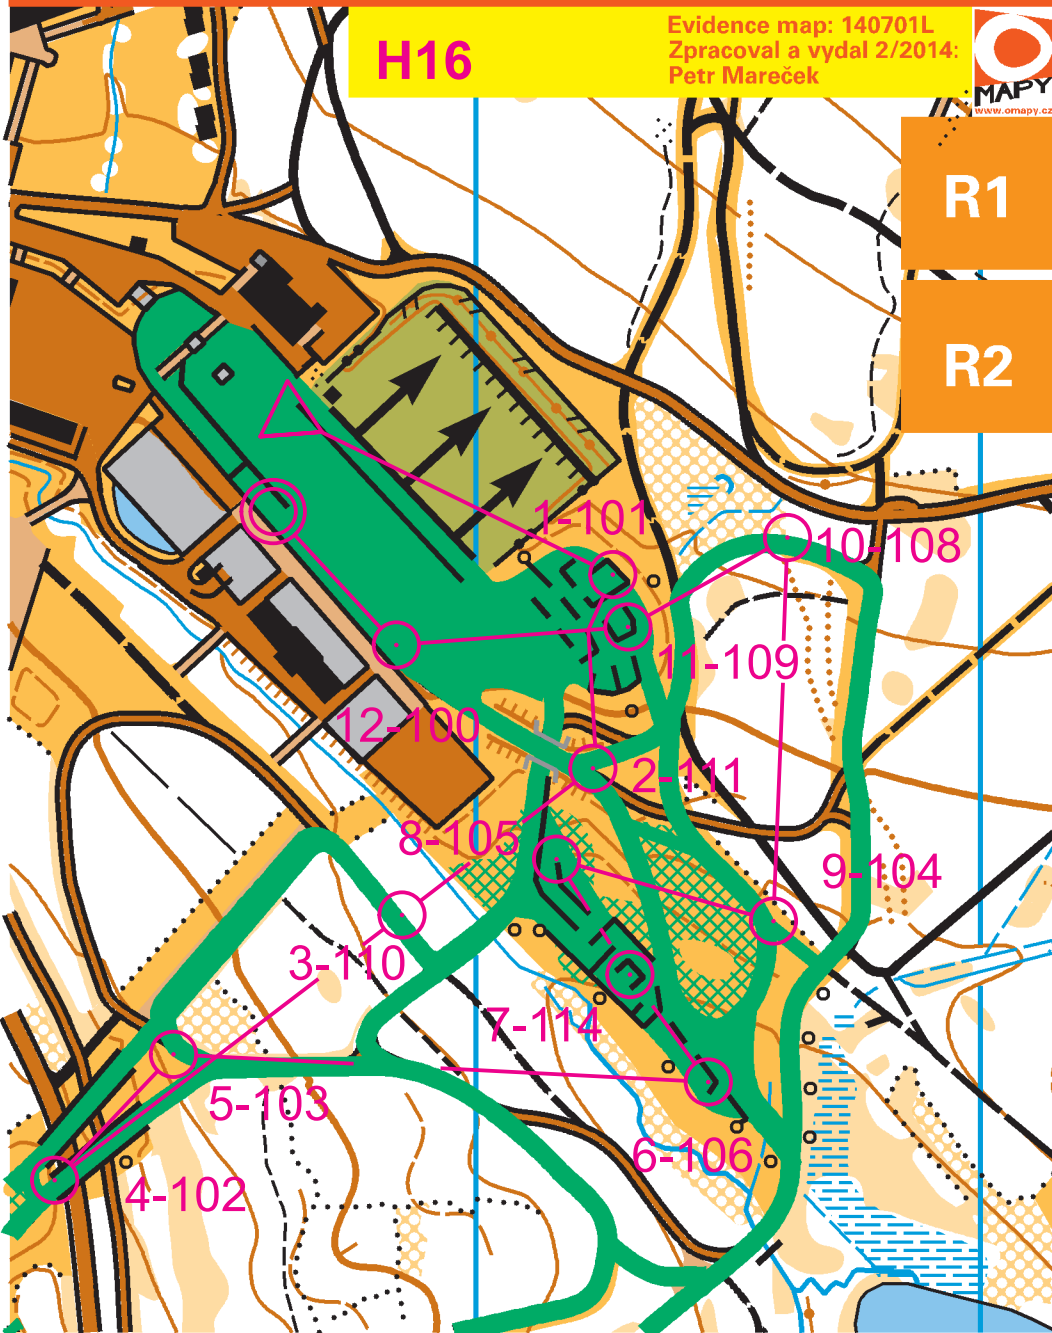 H16
Evidence map: 140701L
Zpracoval a vydal 2/2014:
Petr Mareček
MAPY
www.omapy.cz
R1
R2
1-101
10-108
11-109
12-100
2-111
8-105
9-104
3-110
7-114
5-103
6-106
4-102